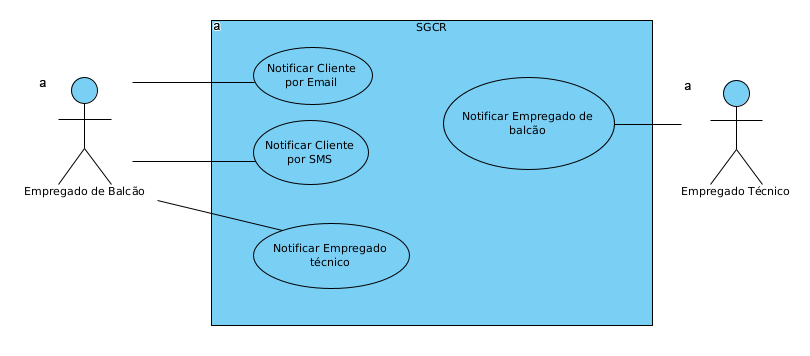 a
SGCR
a
Notificar Cliente
por Email
a
Notificar Empregado de
balcão
Notificar Cliente
por SMS
Empregado de Balcão
Empregado Técnico
Notificar Empregado
técnico